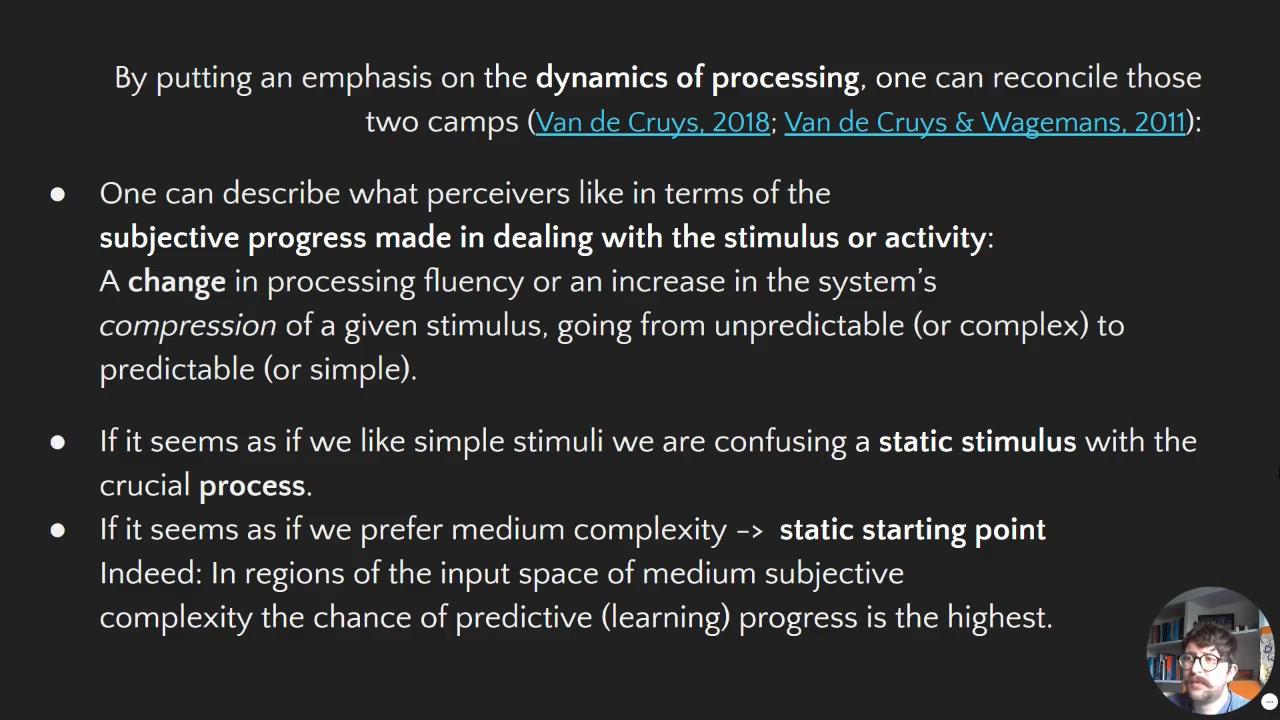 By putting an emphasis on the dynamics of processing, one can reconcile those
two camps (Van de Cruys, 2018; Van de Cruys & Wagemans, 2011):
● One can describe what perceivers like in terms of the
subjective progress made in dealing with the stimulus or activity:
A change in processing fluency or an increase in the system’s
compression of a given stimulus, going from unpredictable (or complex) to
predictable (or simple).
● If it seems as if we like simple stimuli we are confusing a static stimulus with the
crucial process.
● If it seems as if we prefer medium complexity -> static starting point
Indeed: In regions of the input space of medium subjective
complexity the chance of predictive (learning) progress is the highest.